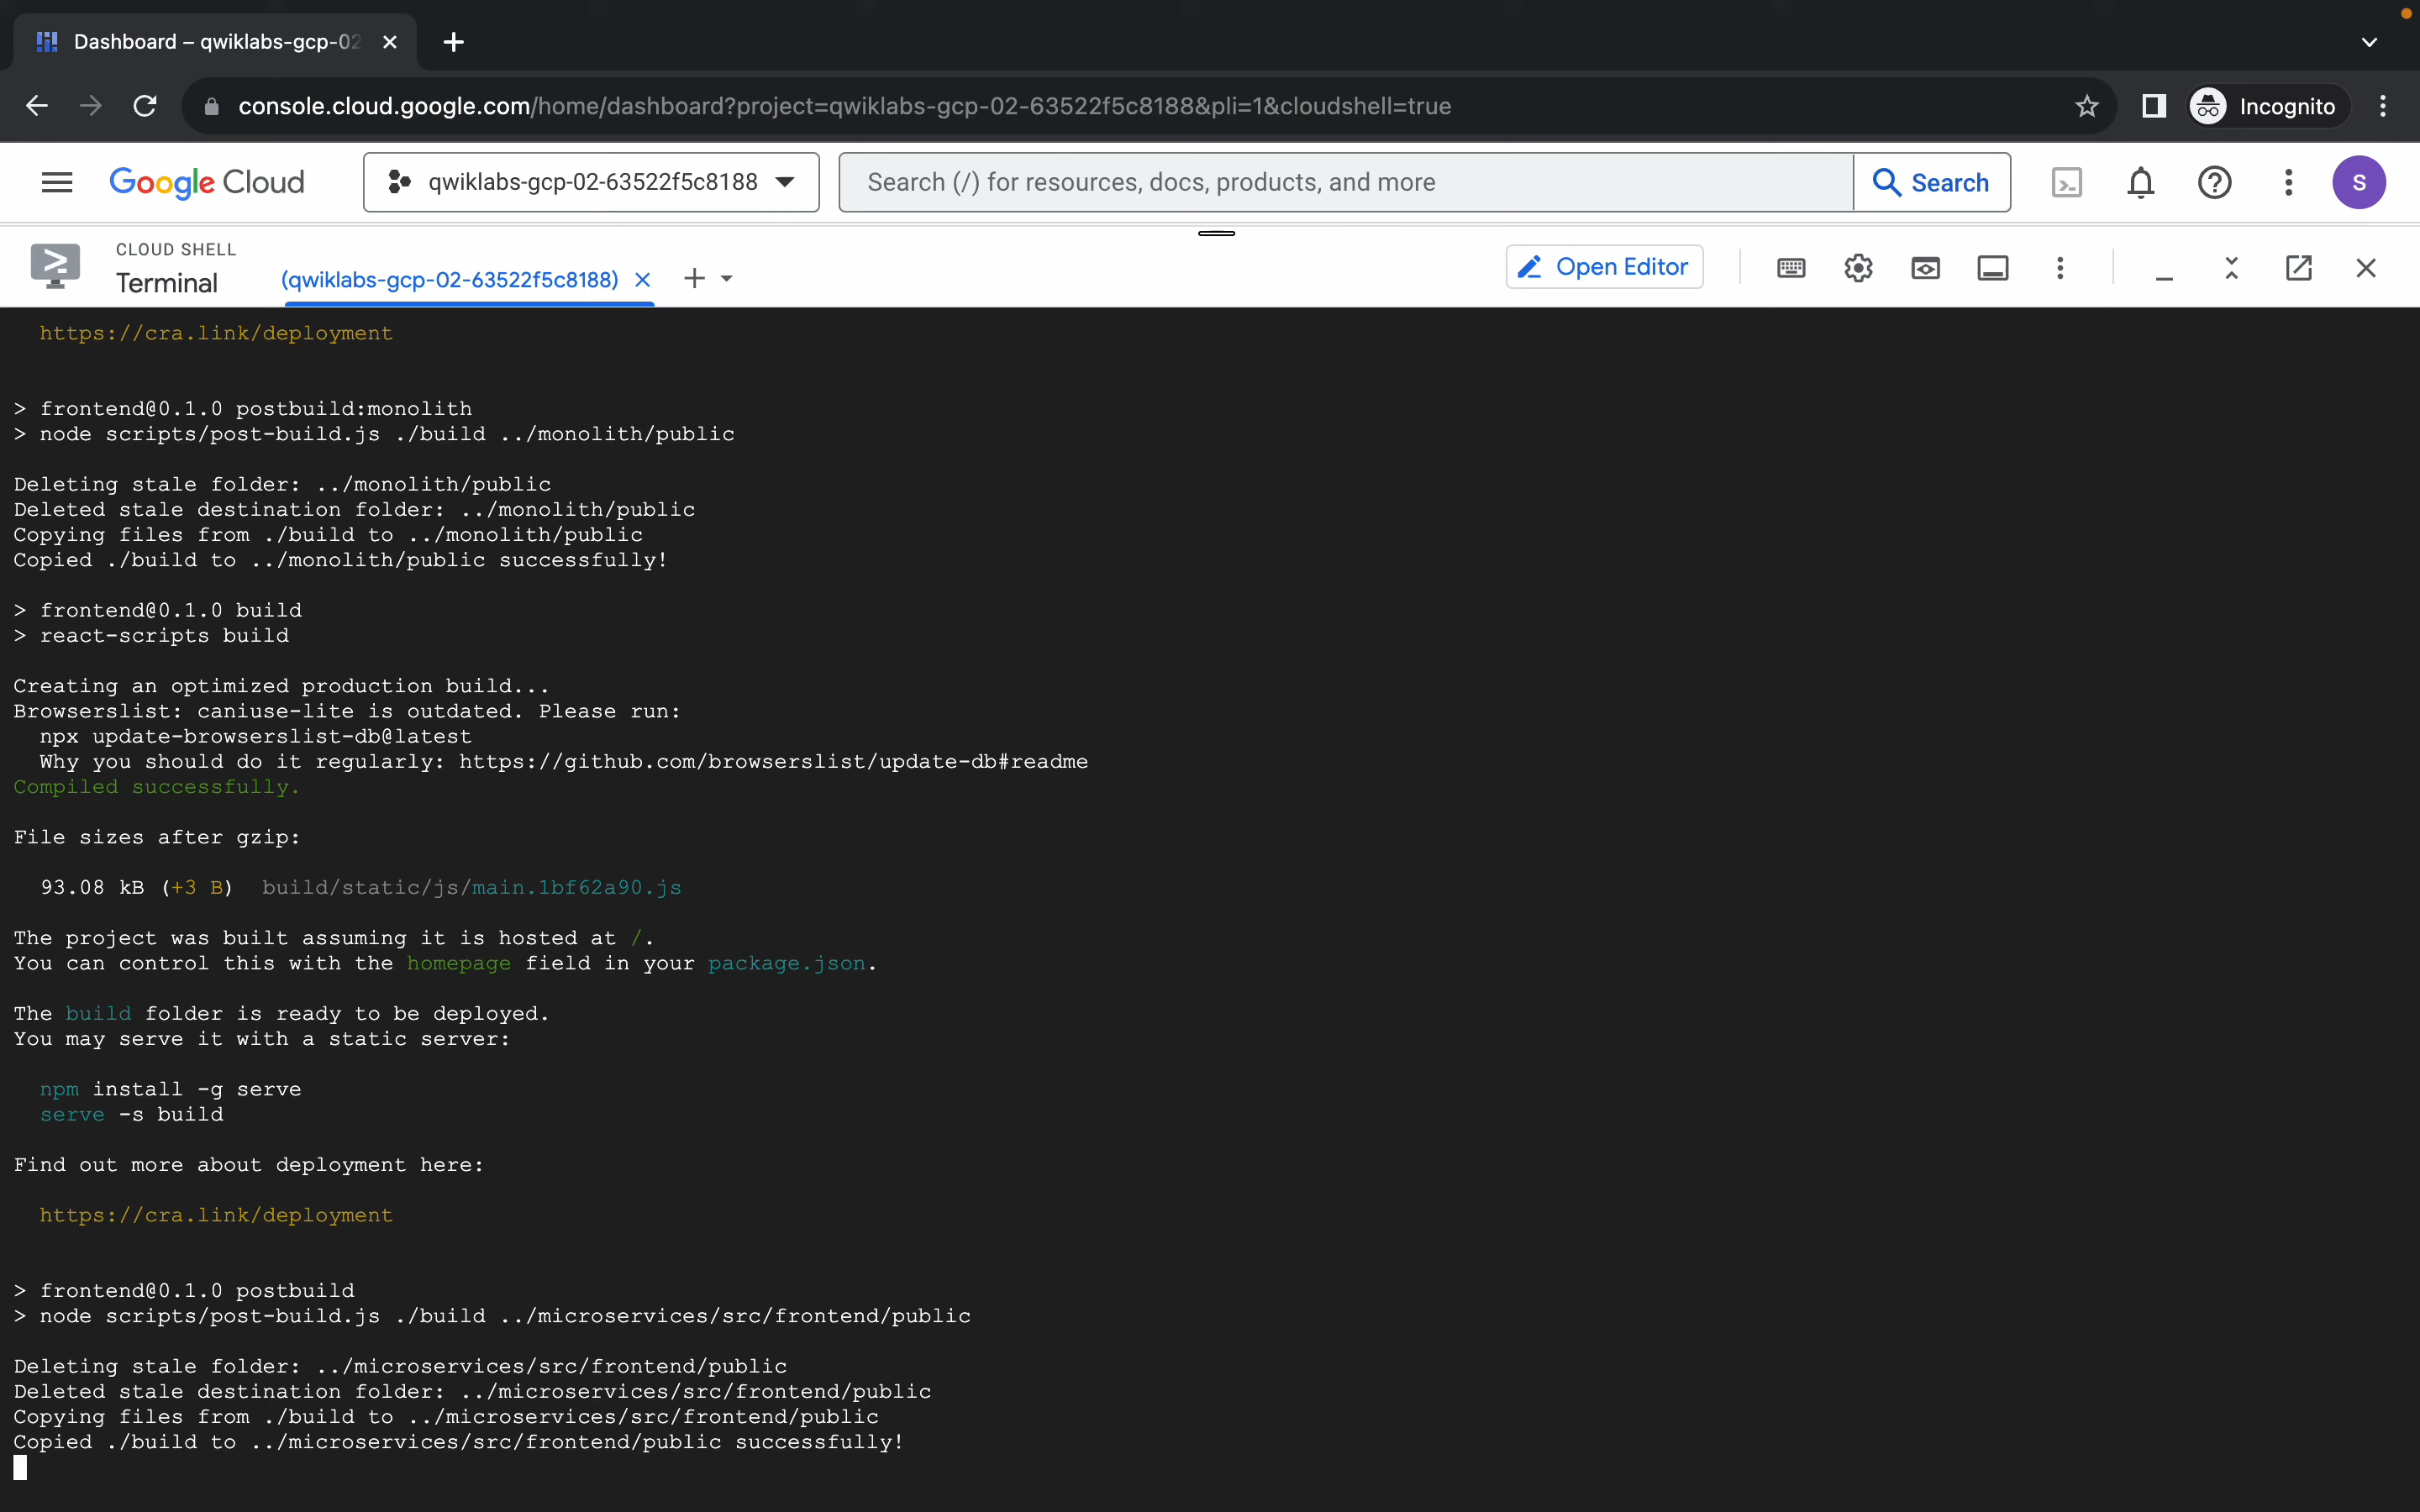 Dashboard – qwiklabs-gcp-02
console.cloud.google.com/home/dashboard?project=qwiklabs-gcp-02-63522f5c8188&pli=1&cloudshell=true
Incognito
Google Cloud
qwiklabs-gcp-02-63522f5c8188
Search (/) for resources, docs, products, and more
Search
S
CLOUD SHELL
Terminal
(qwiklabs-gcp-02-63522f5c8188)
Open Editor
https://cra.link/deployment
> frontend@0.1.0 postbuild:monolith
> node scripts/post-build.js ./build ../monolith/public
Deleting stale folder: ../monolith/public
Deleted stale destination folder: ../monolith/public
Copying files from ./build to ../monolith/public
Copied ./build to ../monolith/public successfully!
> frontend@0.1.0 build
> react-scripts build
Creating an optimized production build...
Browserslist: caniuse-lite is outdated. Please run:
npx update-browserslist-db@latest
Why you should do it regularly: https://github.com/browserslist/update-db#readme
Compiled successfully.
File sizes after gzip:
93.08 kB (+3 B)  build/static/js/main.1bf62a90.js
The project was built assuming it is hosted at /.
You can control this with the homepage field in your package.json.
The build folder is ready to be deployed.
You may serve it with a static server:
npm install -g serve
serve -s build
Find out more about deployment here:
https://cra.link/deployment
> frontend@0.1.0 postbuild
> node scripts/post-build.js ./build ../microservices/src/frontend/public
Deleting stale folder: ../microservices/src/frontend/public
Deleted stale destination folder: ../microservices/src/frontend/public
Copying files from ./build to ../microservices/src/frontend/public
Copied ./build to ../microservices/src/frontend/public successfully!